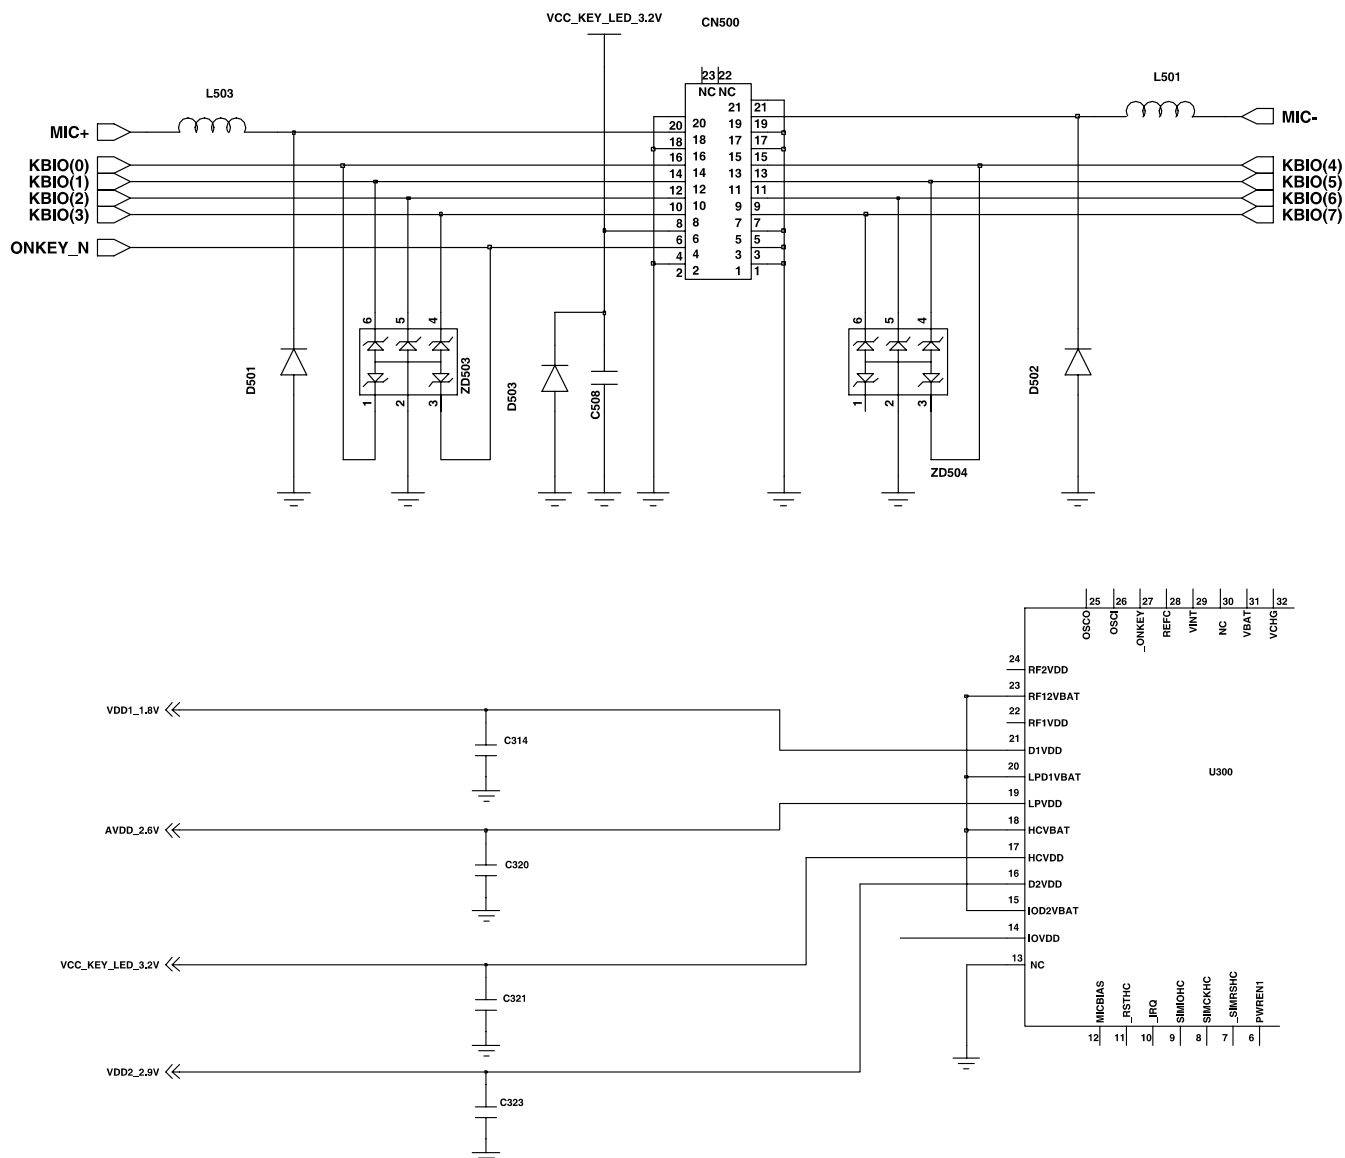 VCC_KEY_LED_3.2V
CN500
23 22
NC NC
L503
L501
21 21
MIC+
20 20 19 19
MIC-
18 18 17 17
KBIO(0)
16 16 15 15
KBIO(4)
KBIO(1)
14 14 13 13
KBIO(5)
KBIO(2)
12 12 11 11
KBIO(6)
KBIO(3)
10 10 9 9
KBIO(7)
8 8 7 7
ONKEY_N
6 6 5 5
4 4 3 3
2 2 1 1
6 5 4
6 5 4
D501
ZD503
D503
C508
D502
1 2 3
1 2 3
ZD504
25 26 27 28 29 30 31 32
OSCO
OSCI
_ONKEY
REFC
VINT
NC
VBAT
VCHG
24 RF2VDD
23 RF12VBAT
VDD1_1.8V
22 RF1VDD
C314
21 D1VDD
20 LPD1VBAT
U300
19 LPVDD
AVDD_2.6V
18 HCVBAT
C320
17 HCVDD
16 D2VDD
15 IOD2VBAT
14 IOVDD
VCC_KEY_LED_3.2V
13 NC
C321
MICBIAS
_RSTHC
_IRQ
SIMIOHC
SIMCKHC
_SIMRSHC
PWREN1
12 11 10 9 8 7 6
VDD2_2.9V
C323